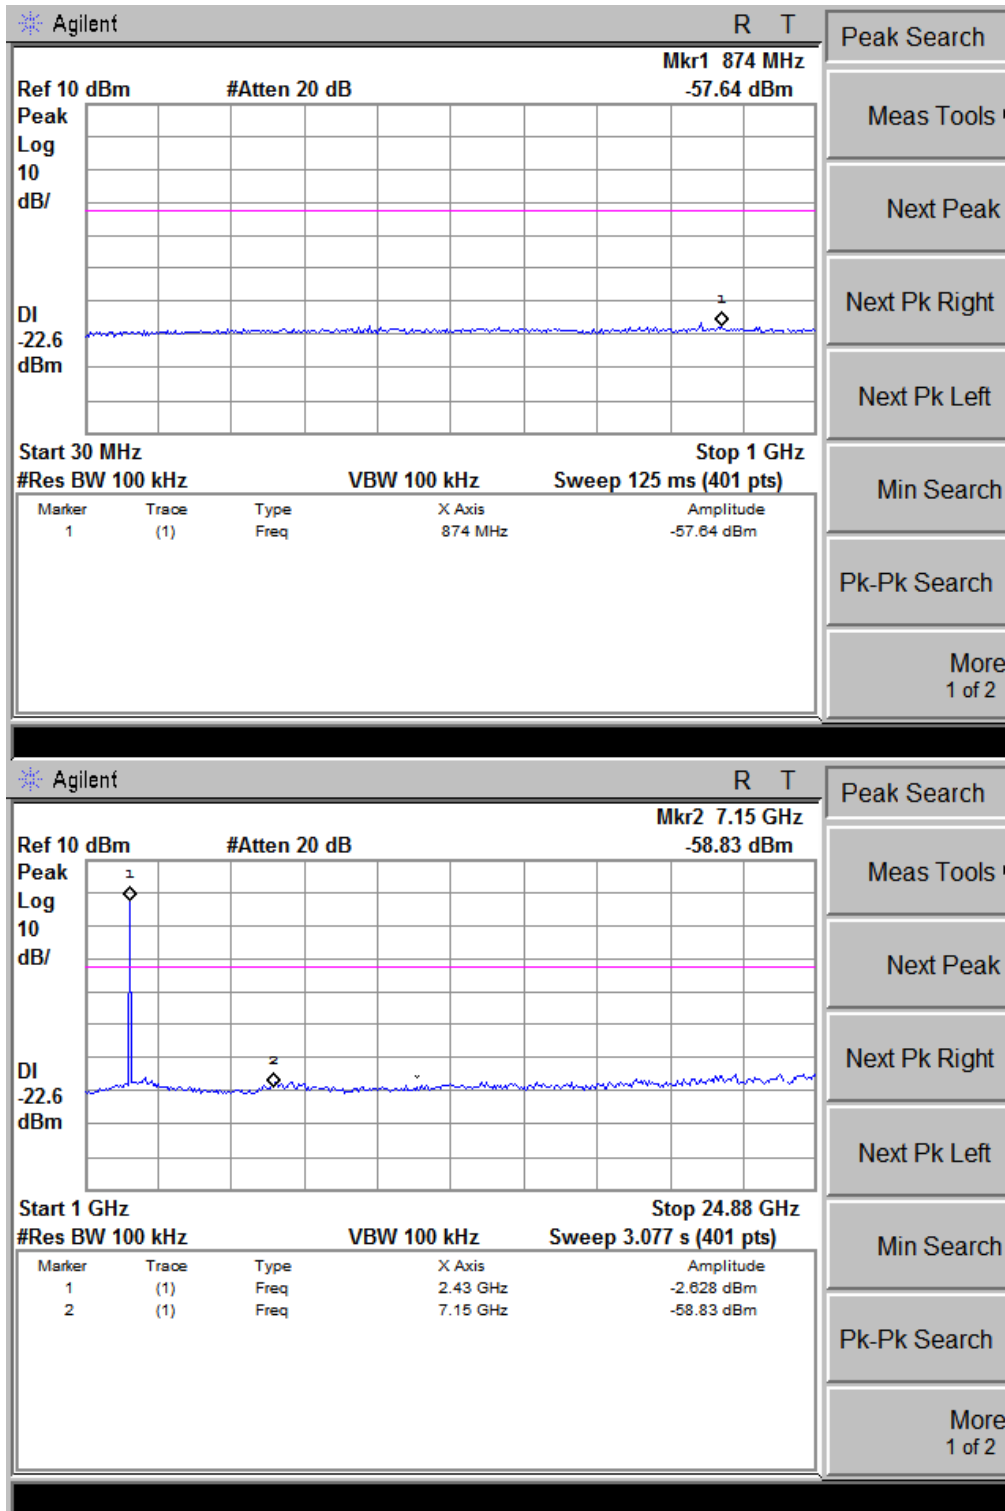 Agilent R T
Peak Search
Mkr1 874 MHz
Ref 10 dBm #Atten 20 dB -57.64 dBm
Peak
Log
10
dB/
1
DI
-22.6
dBm
Start 30 MHz Stop 1 GHz
#Res BW 100 kHz VBW 100 kHz Sweep 125 ms (401 pts)
Marker Trace Type X Axis Amplitude
1 (1) Freq 874 MHz -57.64 dBm
Meas Tools
Next Peak
Next Pk Right
Next Pk Left
Min Search
Pk-Pk Search
More
1 of 2
Agilent R T
Peak Search
Mkr2 7.15 GHz
Ref 10 dBm #Atten 20 dB -58.83 dBm
Peak
Log
10
dB/
1
2
DI
-22.6
dBm
Start 1 GHz Stop 24.88 GHz
#Res BW 100 kHz VBW 100 kHz Sweep 3.077 s (401 pts)
Marker Trace Type X Axis Amplitude
1 (1) Freq 2.43 GHz -2.628 dBm
2 (1) Freq 7.15 GHz -58.83 dBm
Meas Tools
Next Peak
Next Pk Right
Next Pk Left
Min Search
Pk-Pk Search
More
1 of 2